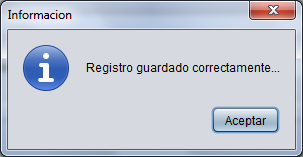 Informacion
Registro guardado correctamente...
Aceptar